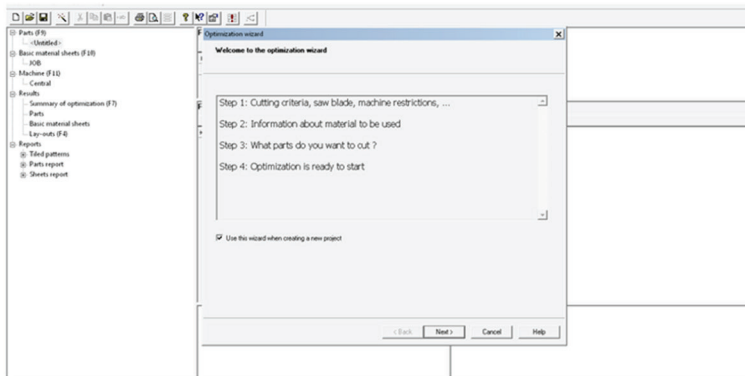 Parts (F9)
<Untitled>
Basic material sheets (F10)
JOB
Machine (F11)
Central
Results
Summary of optimization (F7)
Parts
Basic material sheets
Lay-outs (F4)
Reports
Tiled patterns
Parts report
Sheets report
Optimization wizard
Welcome to the optimization wizard
Step 1: Cutting criteria, saw blade, machine restrictions, ...
Step 2: Information about material to be used
Step 3: What parts do you want to cut ?
Step 4: Optimization is ready to start
Use this wizard when creating a new project
< Back
Next >
Cancel
Help